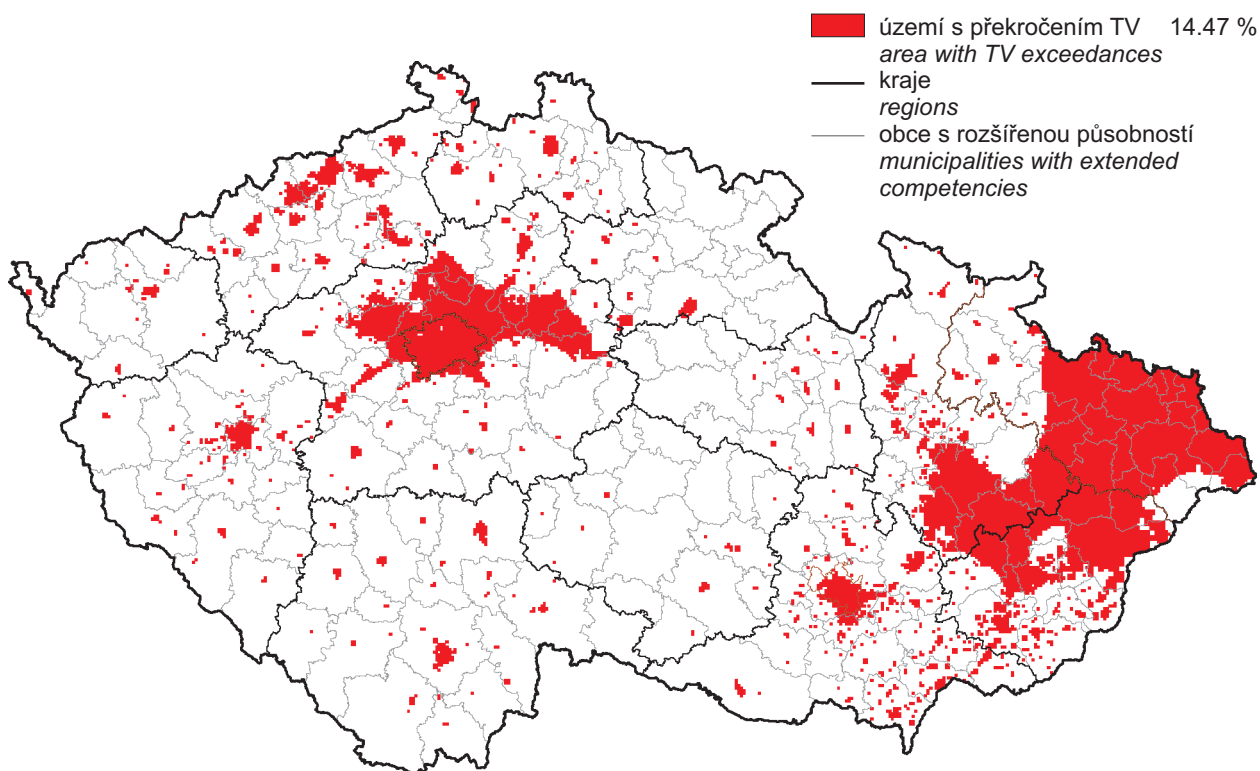 území s překročením TV 14.47 %
area with TV exceedances
kraje
regions
obce s rozšířenou působností
municipalities with extended
competencies